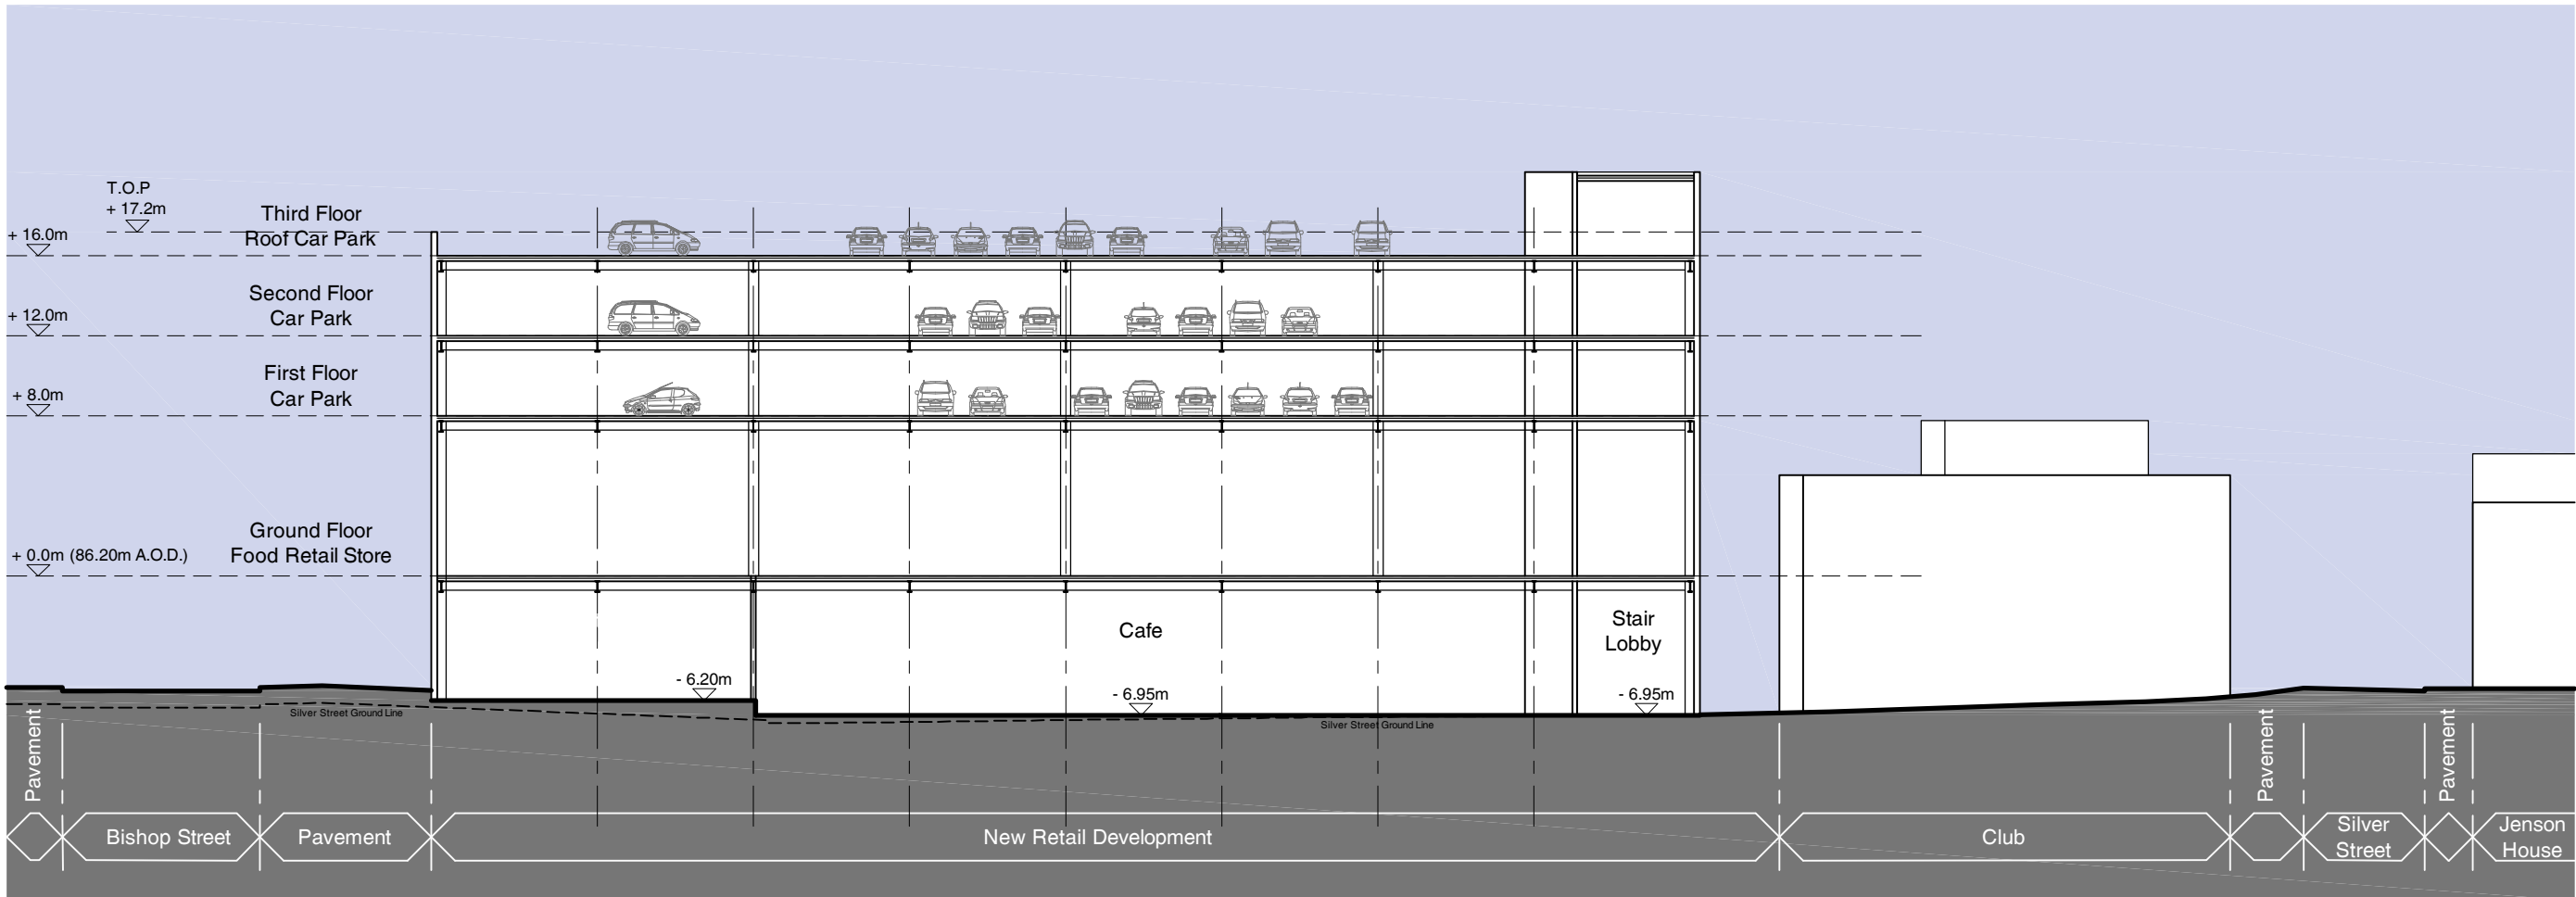 T.O.P
+ 17.2m
+ 16.0m
Third Floor
Roof Car Park
+ 12.0m
Second Floor
Car Park
+ 8.0m
First Floor
Car Park
+ 0.0m (86.20m A.O.D.)
Ground Floor
Food Retail Store
Cafe
Stair
Lobby
- 6.20m
- 6.95m
- 6.95m
Silver Street Ground Line
Silver Street Ground Line
Pavement
Bishop Street
Pavement
New Retail Development
Club
Pavement
Silver
Street
Pavement
Jenson
House